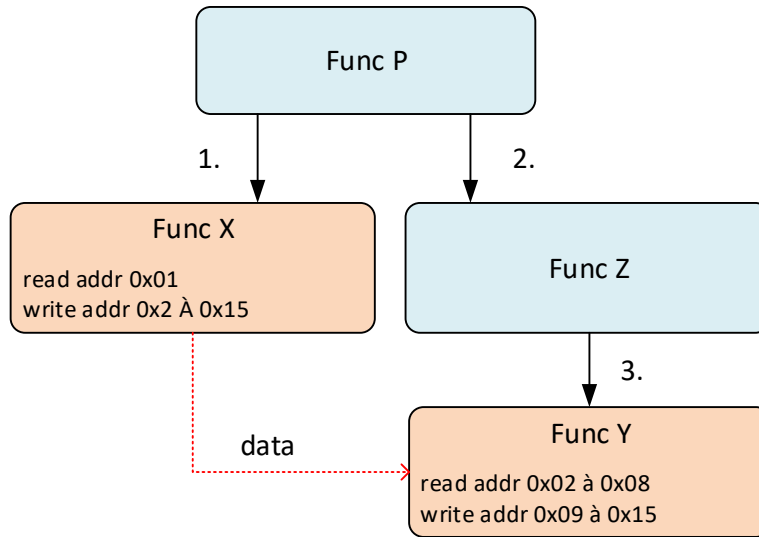 Func P
1.
2.
Func X
read addr 0x01
write addr 0x2 À 0x15
Func Z
3.
data
Func Y
read addr 0x02 à 0x08
write addr 0x09 à 0x15